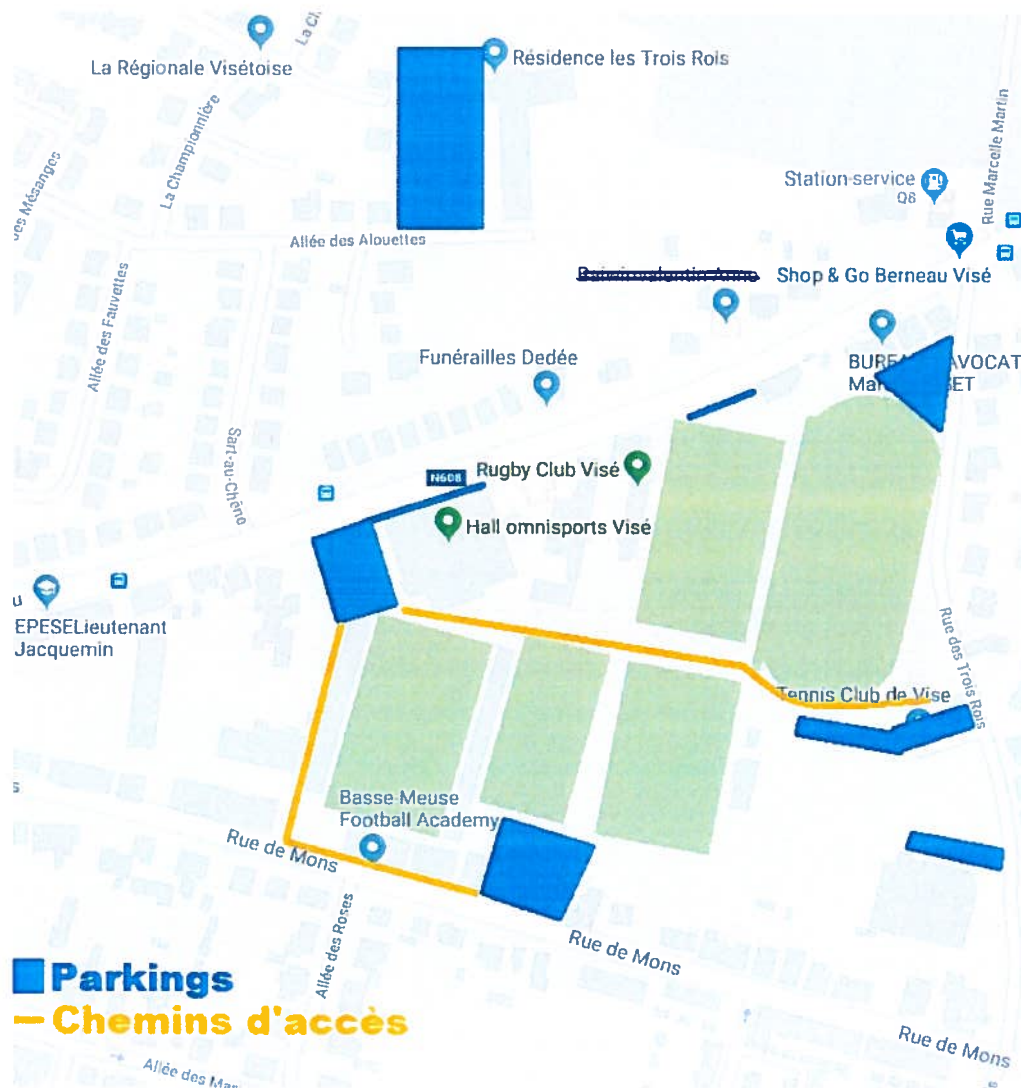 La Régionale Visétoise
Résidence les Trois Rois
La Championnière
des Mésanges
Station-service
Q8
Rue Marcelle Martin
Allée des Alouettes
Shop & Go Berneau Visé
Allée des Fauvettes
Funérailles Dedée
Sart-au-Chêne
N608
Rugby Club Visé
Hall omnisports Visé
EPESELieutenant
Jacquemin
Rue des Trois Rois
Tennis Club de Vise
Basse-Meuse
Football Academy
Rue de Mons
Allée des Roses
Rue de Mons
Parkings
Chemins d'accès
Rue de Mons